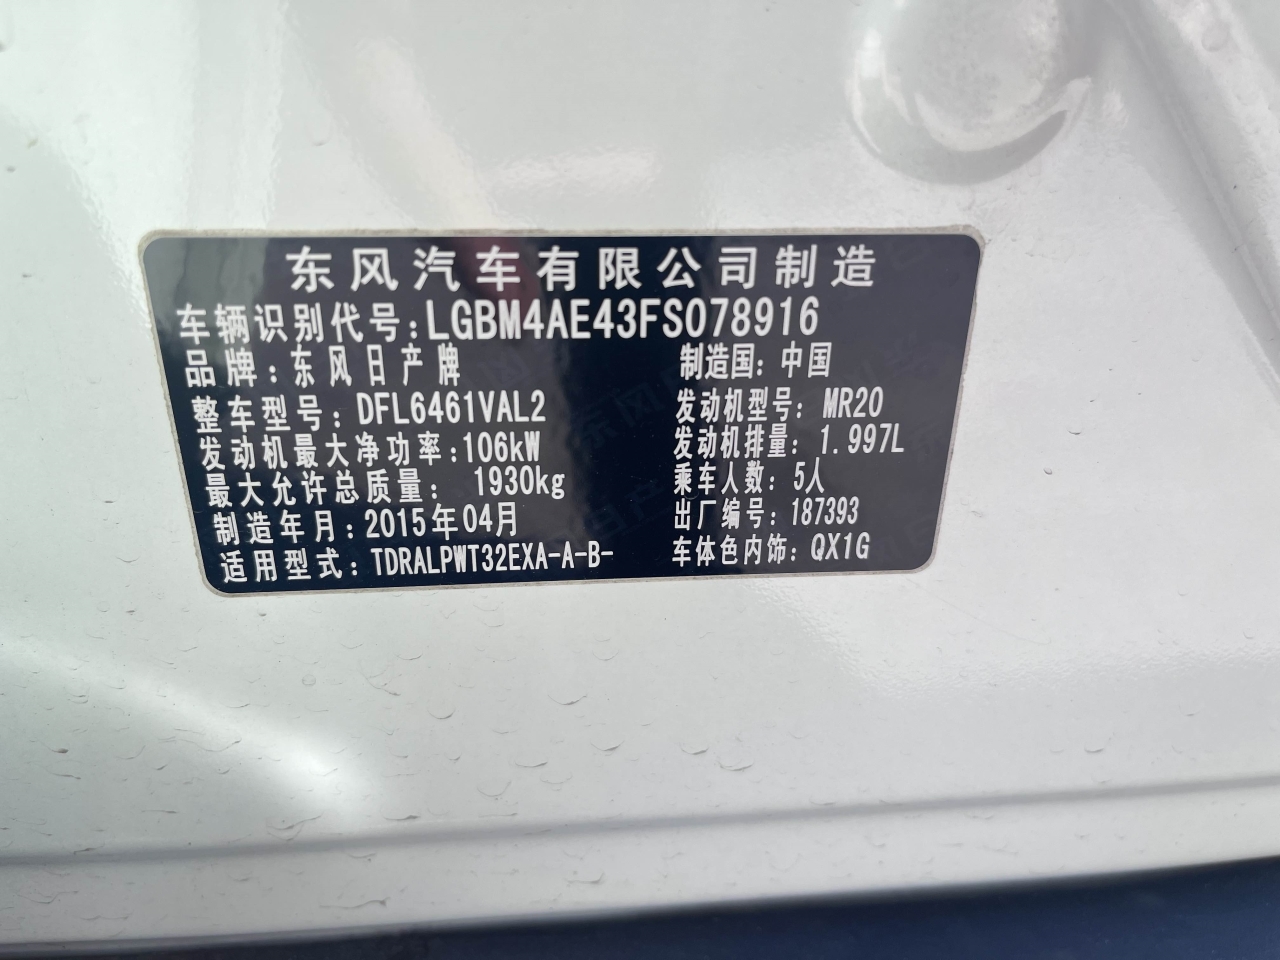 东风汽车有限公司制造
车辆识别代号:LGBM4AE43FS078916
品牌:东风日产牌 制造国:中国
整车型号:DFL6461VAL2 发动机型号:MR20
发动机最大净功率:106kW 发动机排量:1.997L
最大允许总质量: 1930kg 乘车人数:5人
制造年月:2015年04月 出厂编号:187393
适用型式:TDRALPWT32EXA-A-B- 车体色内饰:QX1G